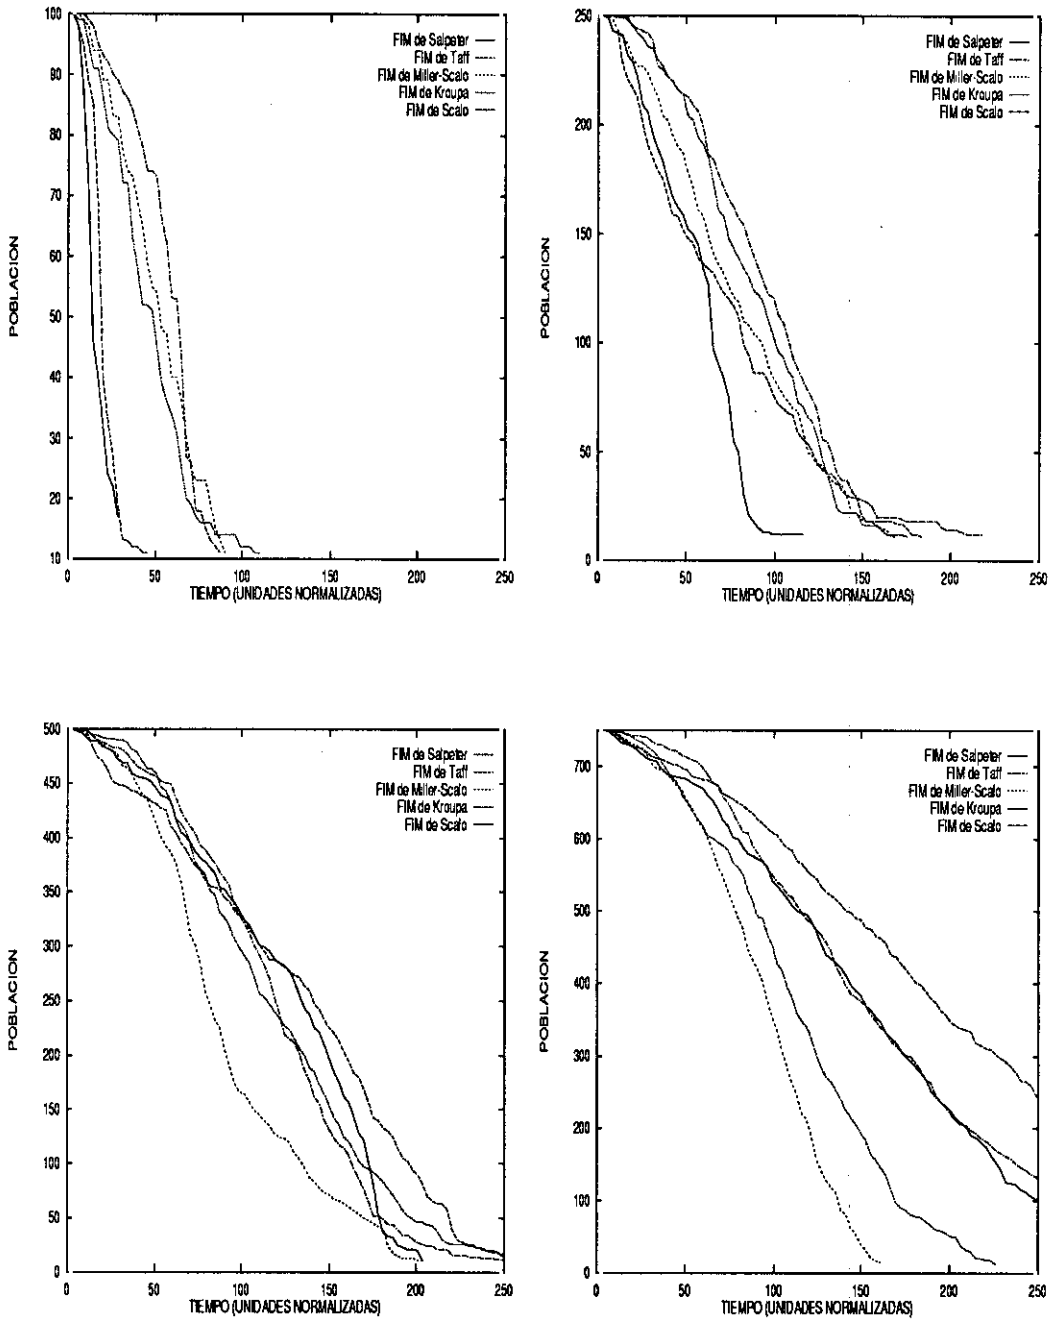 100
90
80
70
60
50
40
30
20
10
POBLACION
FIM de Salpeter
FIM de Taff
FIM de Miller-Scalo
FIM de Kroupa
FIM de Scalo
0 50 100 150 200 250
TIEMPO (UNIDADES NORMALIZADAS)
250
200
150
100
50
0
POBLACION
FIM de Salpeter
FIM de Taff
FIM de Miller-Scalo
FIM de Kroupa
FIM de Scalo
0 50 100 150 200 250
TIEMPO (UNIDADES NORMALIZADAS)
500
450
400
350
300
250
200
150
100
50
0
POBLACION
FIM de Salpeter
FIM de Taff
FIM de Miller-Scalo
FIM de Kroupa
FIM de Scalo
0 50 100 150 200 250
TIEMPO (UNIDADES NORMALIZADAS)
700
600
500
400
300
200
100
0
POBLACION
FIM de Salpeter
FIM de Taff
FIM de Miller-Scalo
FIM de Kroupa
FIM de Scalo
0 50 100 150 200 250
TIEMPO (UNIDADES NORMALIZADAS)